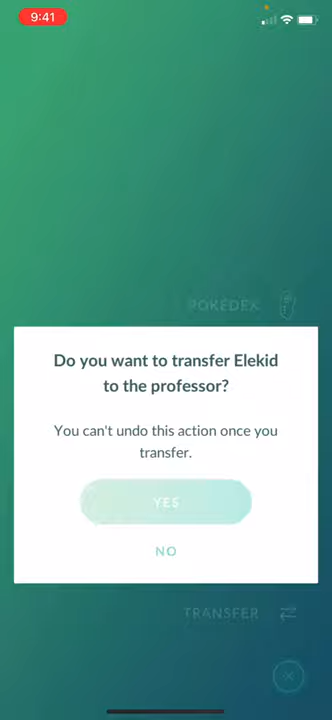 9:41
POKÉDEX
Do you want to transfer Elekid
to the professor?
You can't undo this action once you
transfer.
YES
NO
TRANSFER